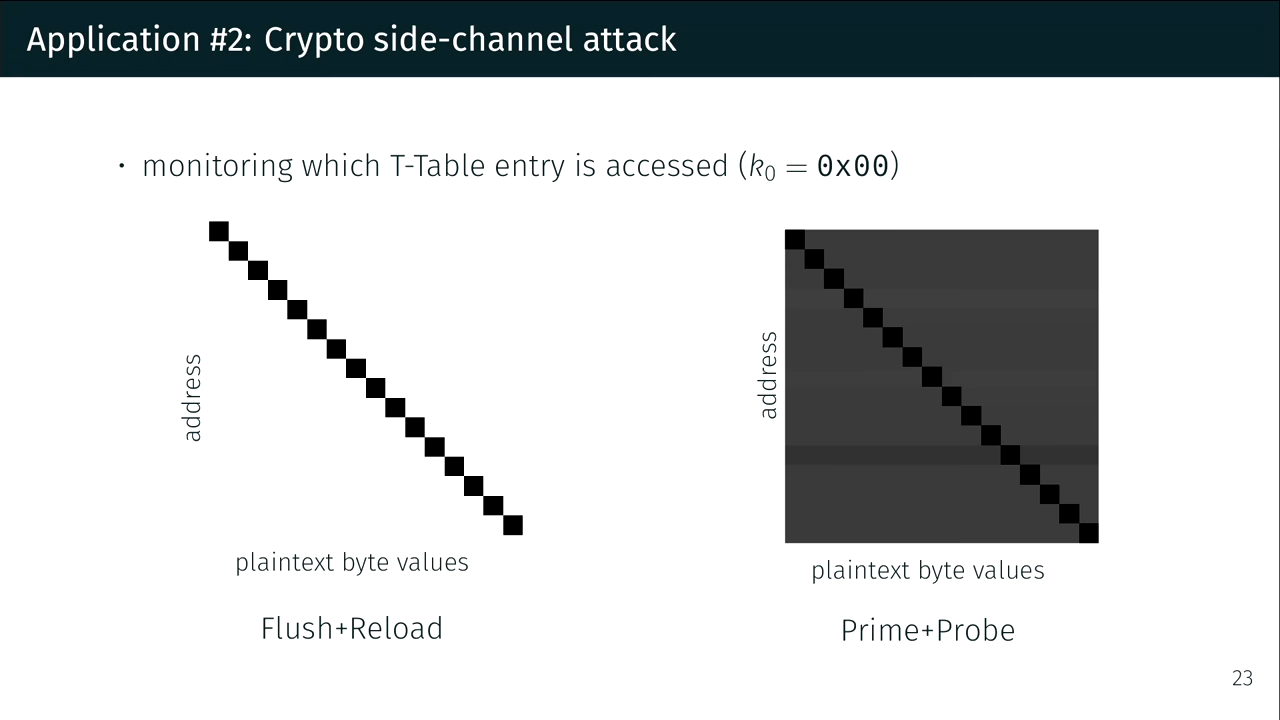 Application #2: Crypto side-channel attack
· monitoring which T-Table entry is accessed (k₀ = 0x00)
address
plaintext byte values
Flush+Reload
address
plaintext byte values
Prime+Probe
23